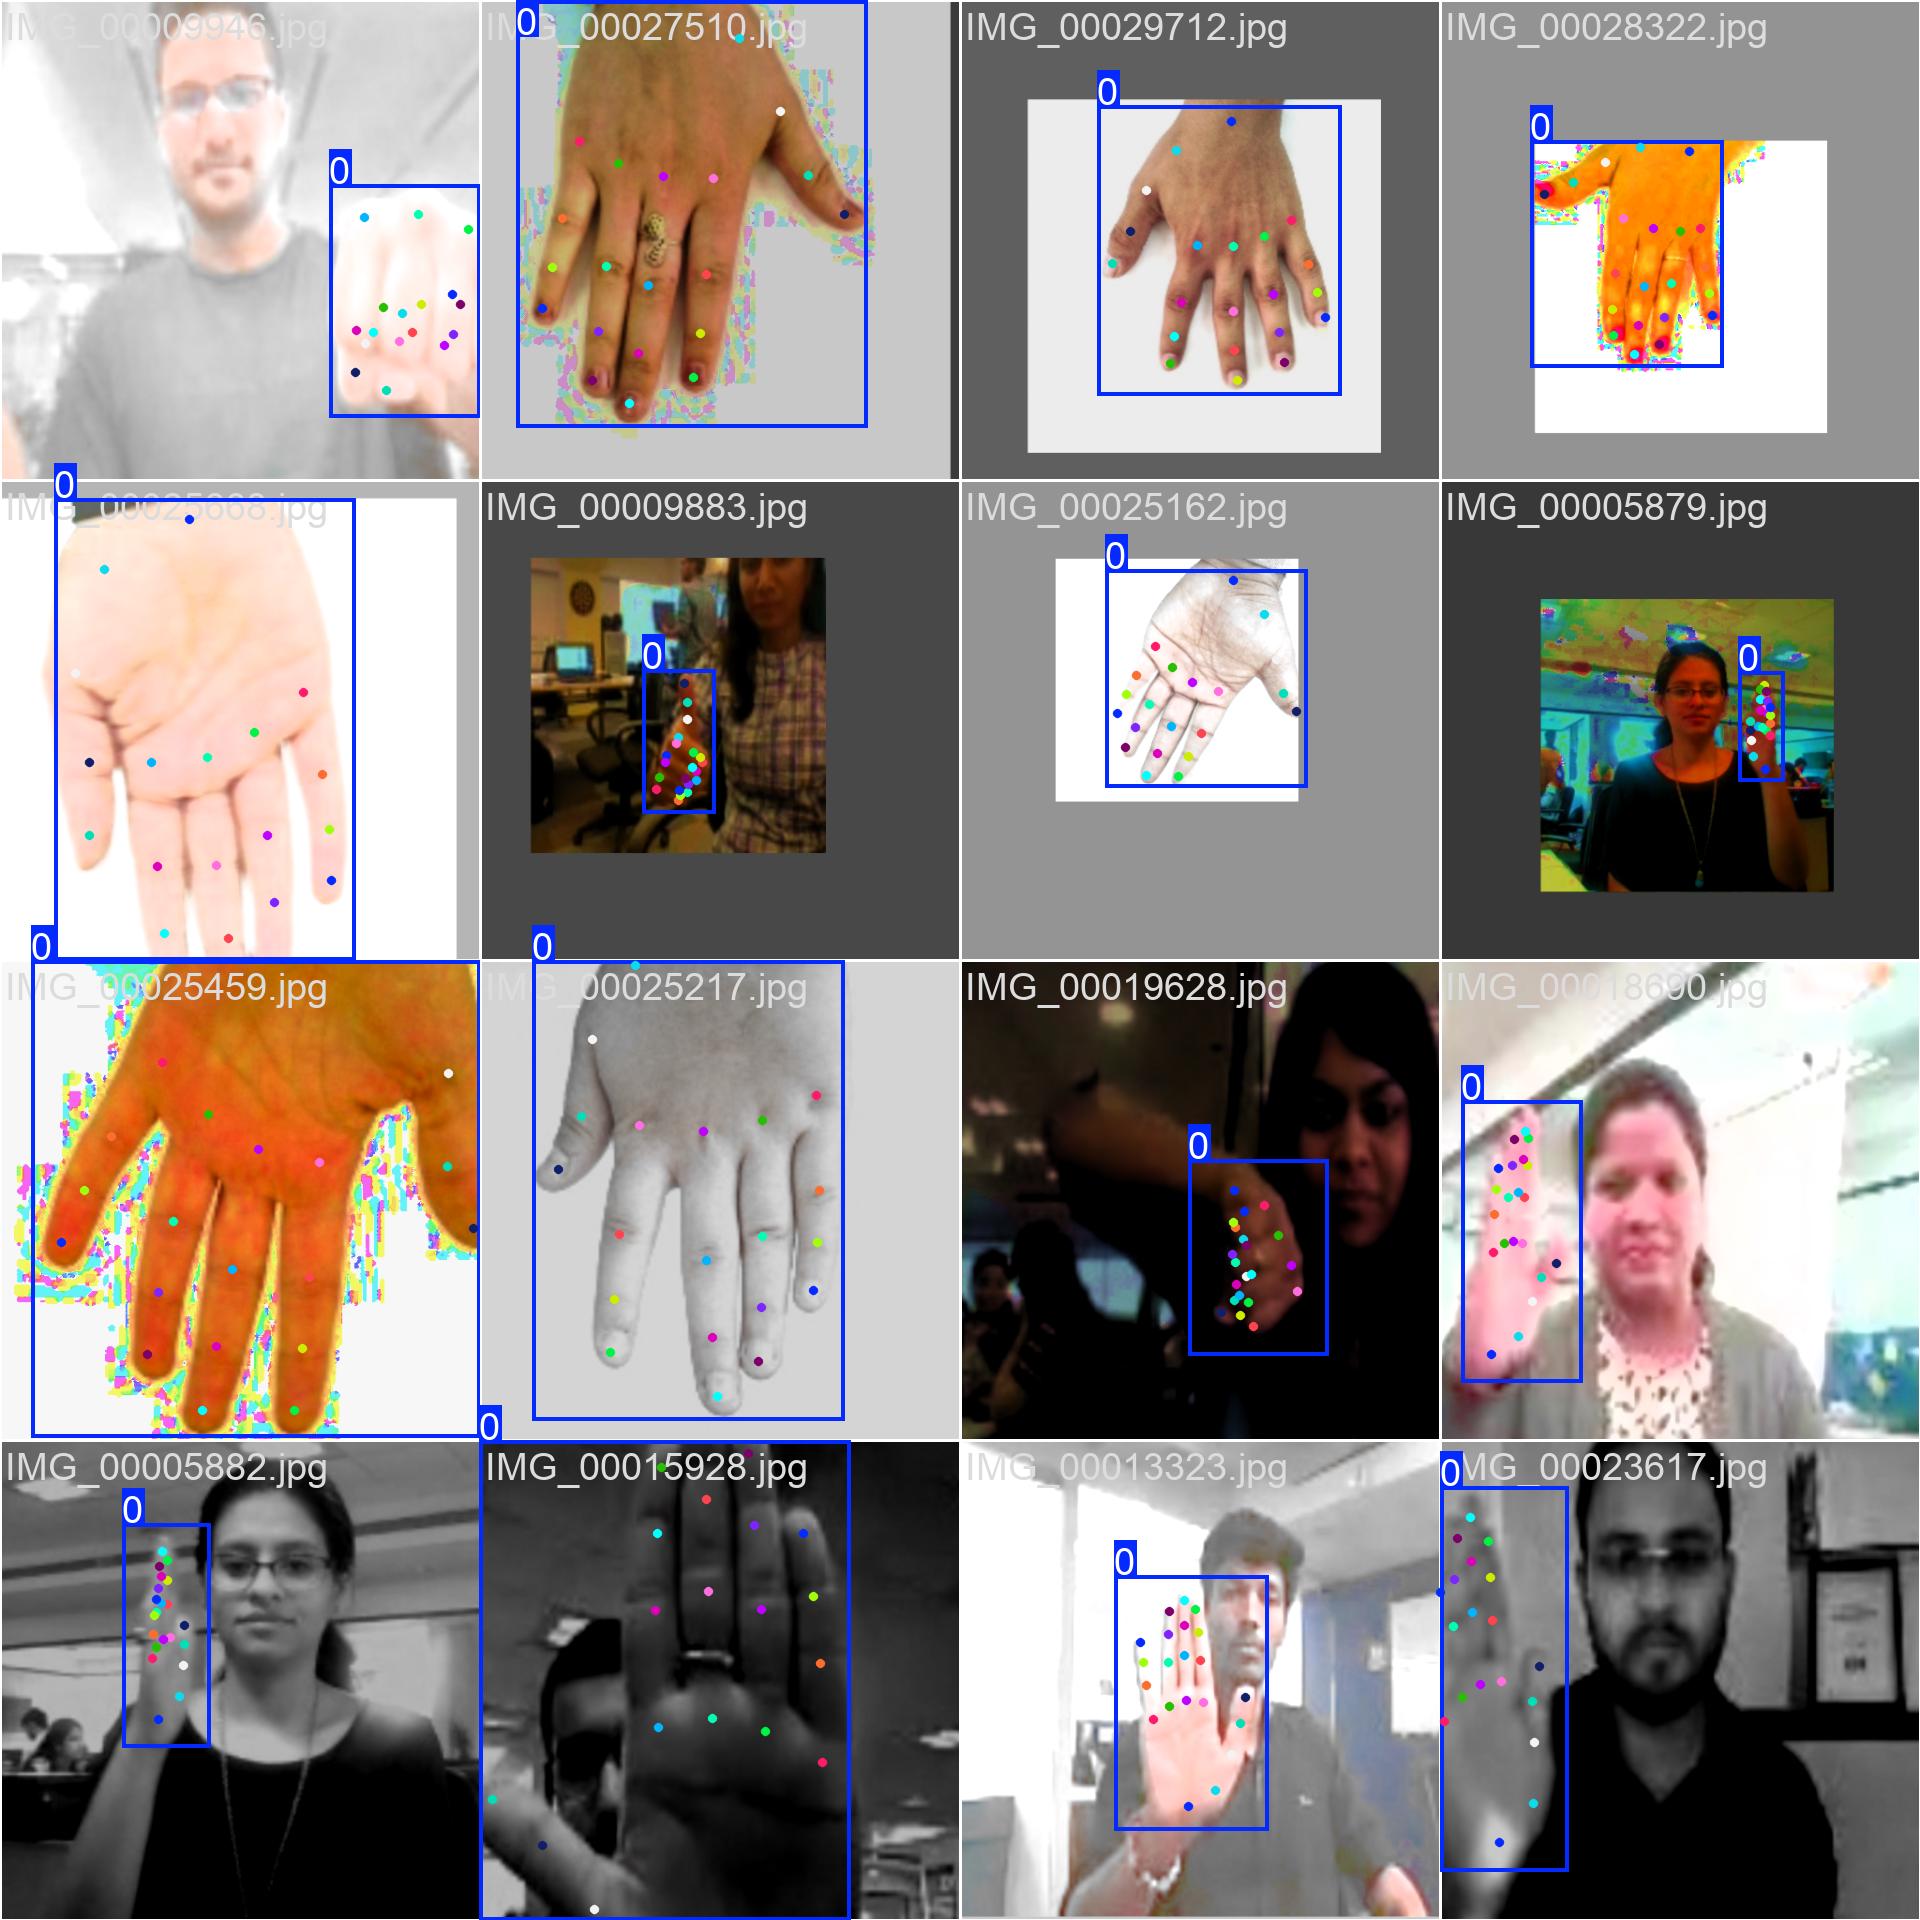 IMG_00009946.jpg
0
0
IMG_00027510.jpg
IMG_00029712.jpg
0
IMG_00028322.jpg
0
0
IMG_00025668.jpg
IMG_00009883.jpg
0
IMG_00025162.jpg
0
IMG_00005879.jpg
0
0
IMG_00025459.jpg
0
IMG_00025217.jpg
IMG_00019628.jpg
0
IMG_00018690.jpg
0
IMG_00005882.jpg
0
0
IMG_00015928.jpg
IMG_00013323.jpg
0
0
IMG_00023617.jpg